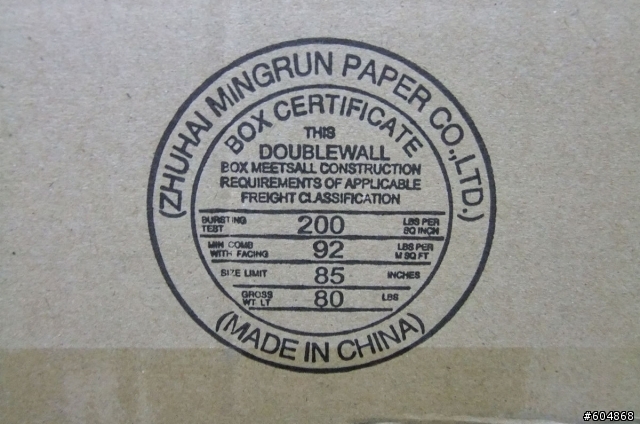 (ZHUHAI MINGRUN PAPER CO.,LTD.)
BOX CERTIFICATE
THIS
DOUBLEWALL
BOX MEETSALL CONSTRUCTION
REQUIREMENTS OF APPLICABLE
FREIGHT CLASSIFICATION
BURSTING TEST 200 LBS PER SQ INCH
MIN COMB WITH FACING 92 LBS PER M SQ FT
SIZE LIMIT 85 INCHES
GROSS WT. LT 80 LBS
(MADE IN CHINA)
#604868